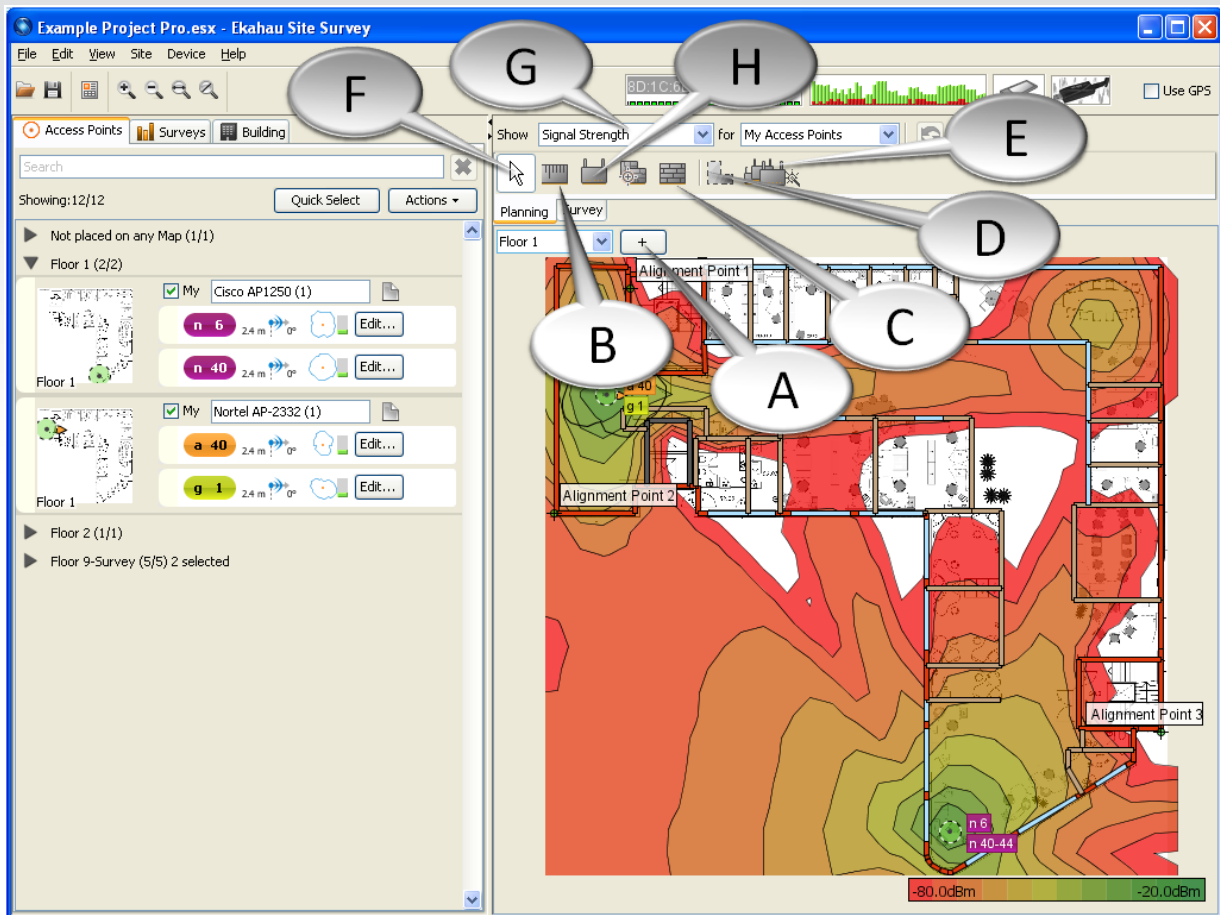 Example Project Pro.esx - Ekahau Site Survey
File Edit View Site Device Help
G
H
F
8D:1C:6
Use GPS
Access Points Surveys Building
Show Signal Strength for My Access Points
E
Search
Showing:12/12 Quick Select Actions
Planning Survey
D
Not placed on any Map (1/1)
Floor 1
+
Floor 1 (2/2)
Alignment Point 1
My Cisco AP1250 (1)
n 6 2.4 m 0° Edit...
C
B
n 40 2.4 m 0° Edit...
Floor 1
A
a 40
g 1
My Nortel AP-2332 (1)
a 40 2.4 m 0° Edit...
g 1 2.4 m 0° Edit...
Floor 1
Alignment Point 2
Floor 2 (1/1)
Floor 9-Survey (5/5) 2 selected
Alignment Point 3
n 6
n 40-44
-80.0dBm -20.0dBm